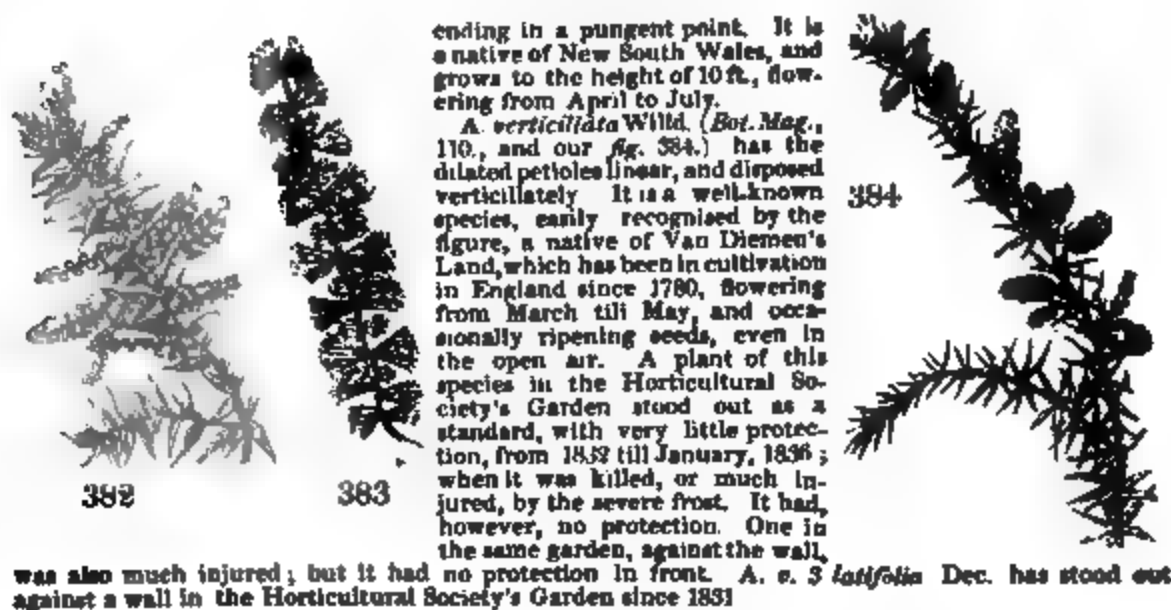 ending in a pungent point. It is
a native of New South Wales, and
grows to the height of 10 ft., flow-
ering from April to July.
A. verticillata Willd. (Bot. Mag.,
110., and our fig. 384.) has the
dilated petioles linear, and disposed
verticillately It is a well-known
species, easily recognised by the
figure, a native of Van Diemen's
Land, which has been in cultivation
in England since 1780, flowering
from March till May, and occa-
sionally ripening seeds, even in
the open air. A plant of this
species in the Horticultural So-
ciety's Garden stood out as a
standard, with very little protec-
tion, from 1832 till January, 1836;
when it was killed, or much in-
jured, by the severe frost. It had,
however, no protection. One in
the same garden, against the wall,
was also much injured; but it had no protection in front. A. v. 3 latifolia Dec. has stood out
against a wall in the Horticultural Society's Garden since 1831
382
383
384